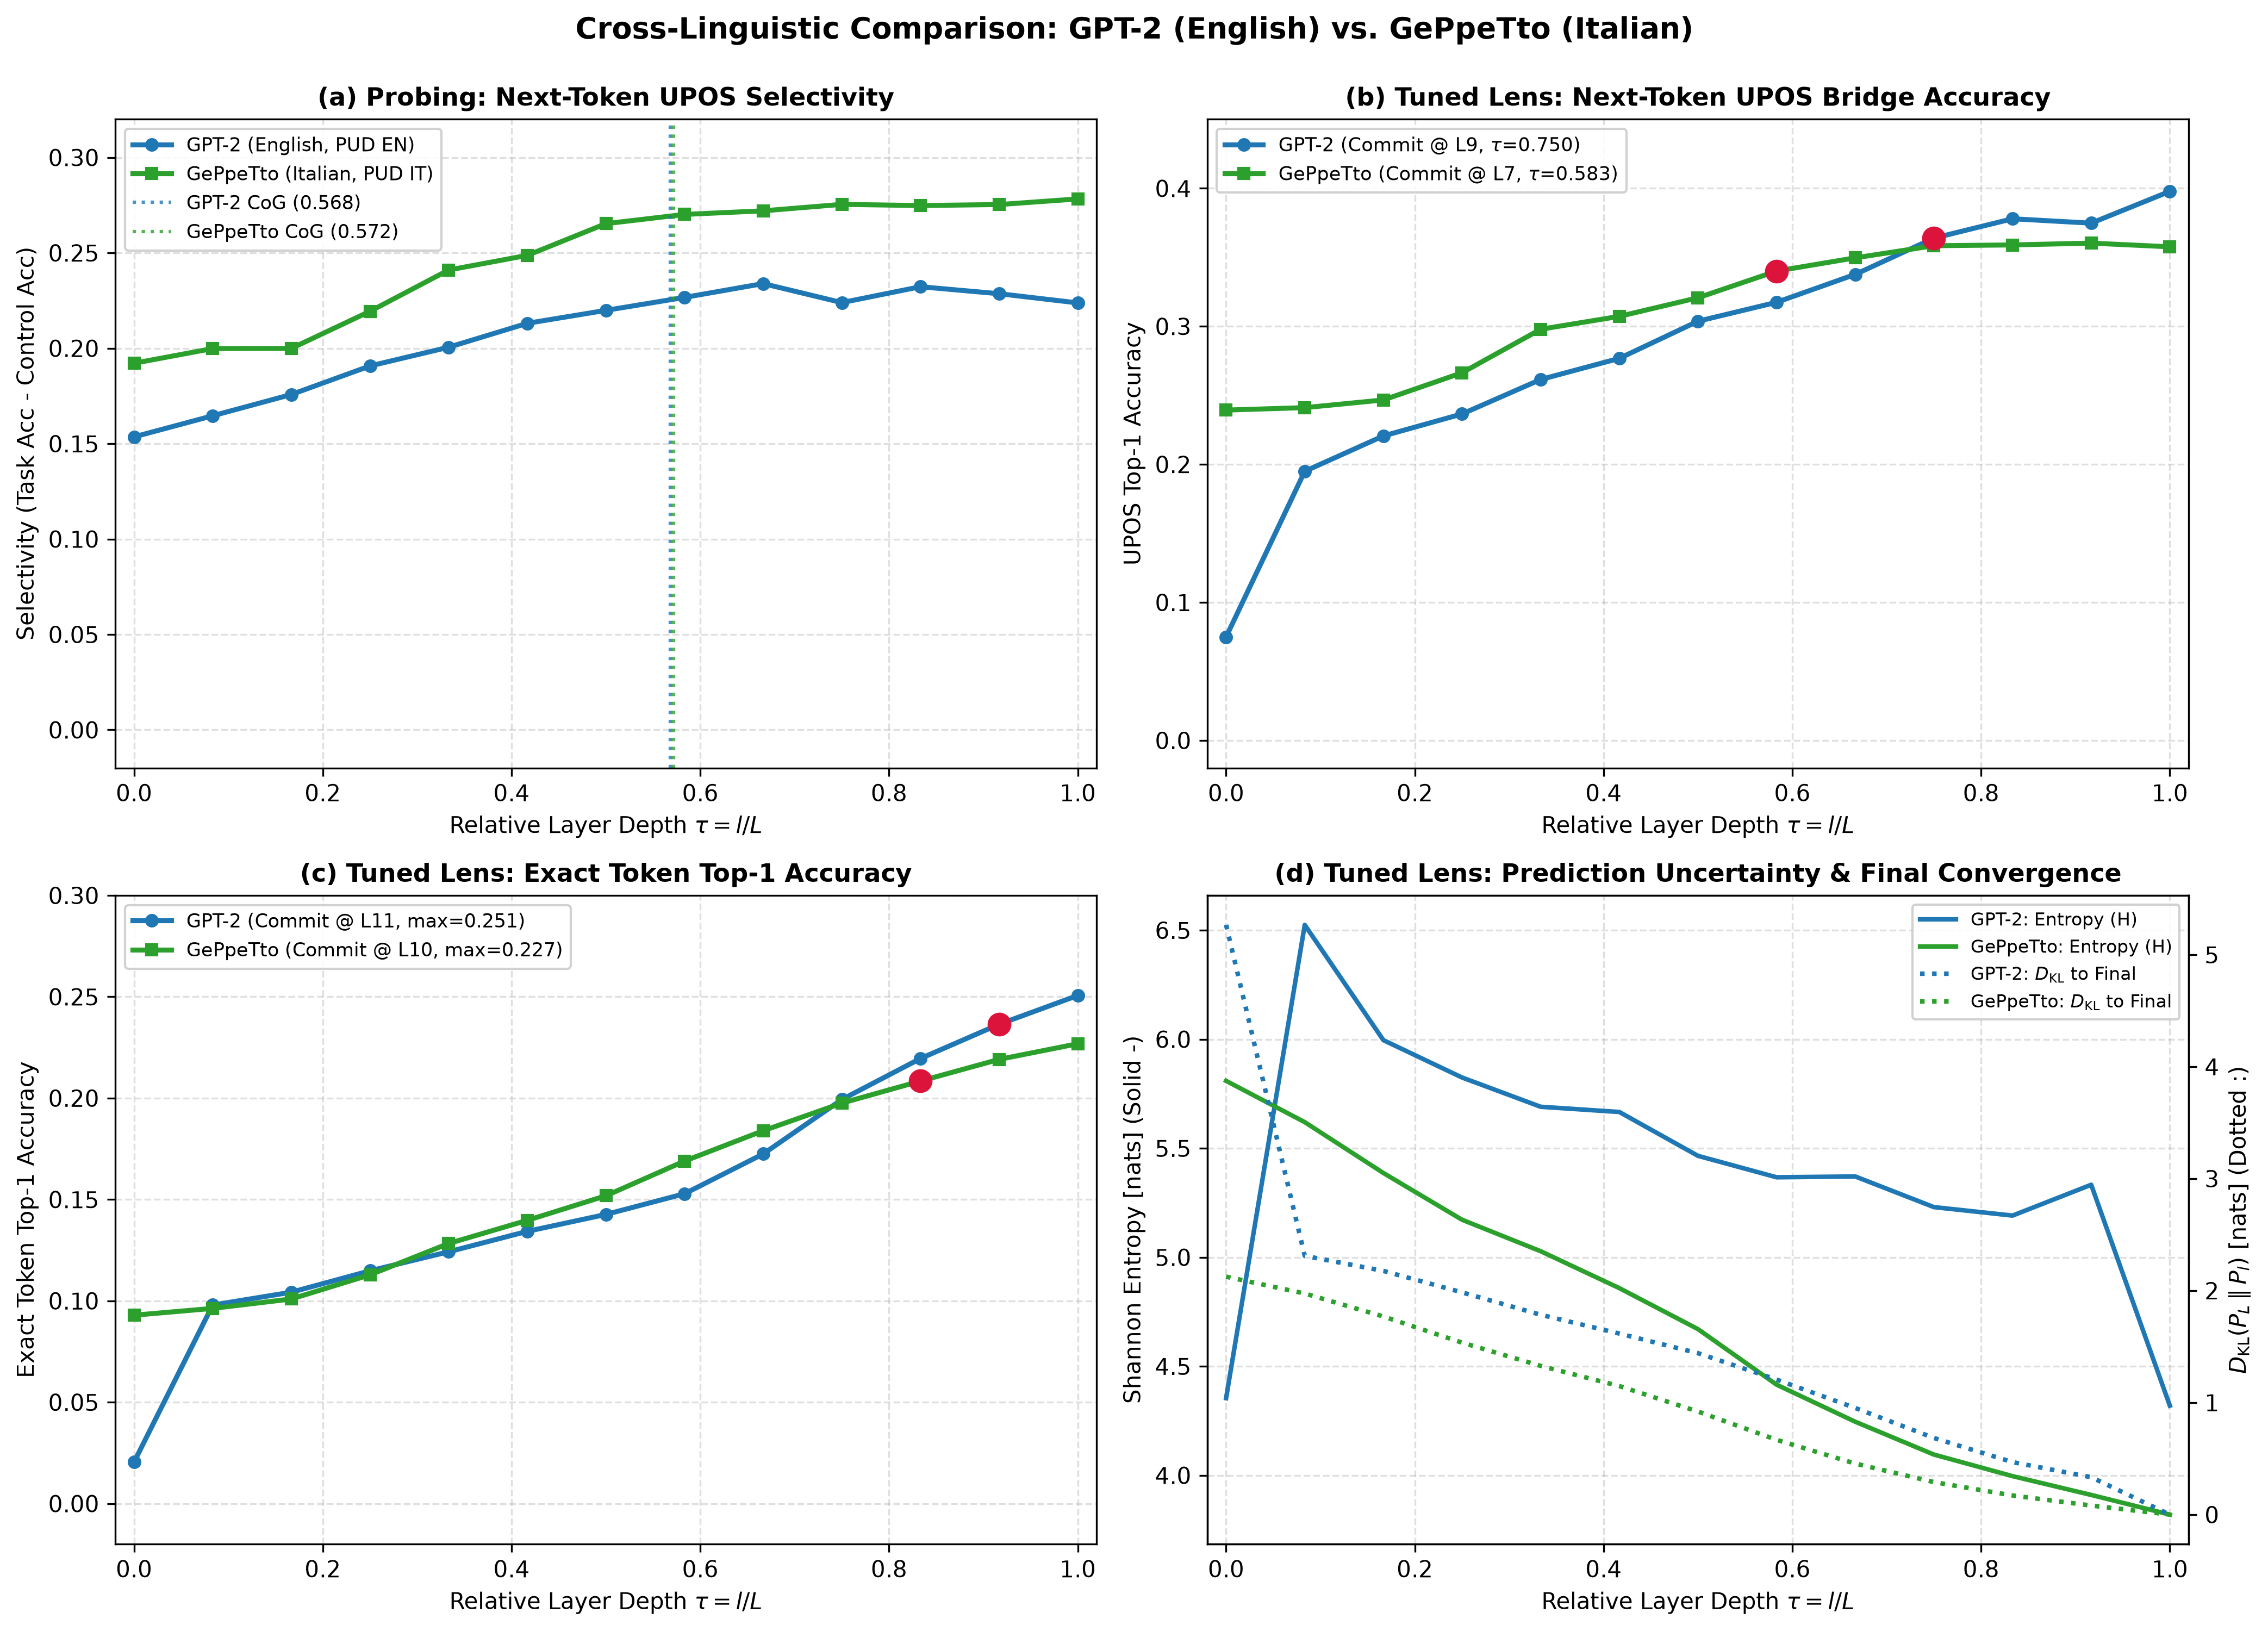 Cross-Linguistic Comparison: GPT-2 (English) vs. GePpeTto (Italian)
(a) Probing: Next-Token UPOS Selectivity
GPT-2 (English, PUD EN)
GePpeTto (Italian, PUD IT)
GPT-2 CoG (0.568)
GePpeTto CoG (0.572)
Selectivity (Task Acc - Control Acc)
0.30
0.25
0.20
0.15
0.10
0.05
0.00
0.0 0.2 0.4 0.6 0.8 1.0
Relative Layer Depth τ = l/L
(b) Tuned Lens: Next-Token UPOS Bridge Accuracy
GPT-2 (Commit @ L9, τ=0.750)
GePpeTto (Commit @ L7, τ=0.583)
UPOS Top-1 Accuracy
0.4
0.3
0.2
0.1
0.0
0.0 0.2 0.4 0.6 0.8 1.0
Relative Layer Depth τ = l/L
(c) Tuned Lens: Exact Token Top-1 Accuracy
GPT-2 (Commit @ L11, max=0.251)
GePpeTto (Commit @ L10, max=0.227)
Exact Token Top-1 Accuracy
0.30
0.25
0.20
0.15
0.10
0.05
0.00
0.0 0.2 0.4 0.6 0.8 1.0
Relative Layer Depth τ = l/L
(d) Tuned Lens: Prediction Uncertainty & Final Convergence
GPT-2: Entropy (H)
GePpeTto: Entropy (H)
GPT-2: D_KL to Final
GePpeTto: D_KL to Final
Shannon Entropy [nats] (Solid -)
6.5
6.0
5.5
5.0
4.5
4.0
5
4
3
2
1
0
D_KL(P_L ∥ P_l) [nats] (Dotted :)
0.0 0.2 0.4 0.6 0.8 1.0
Relative Layer Depth τ = l/L